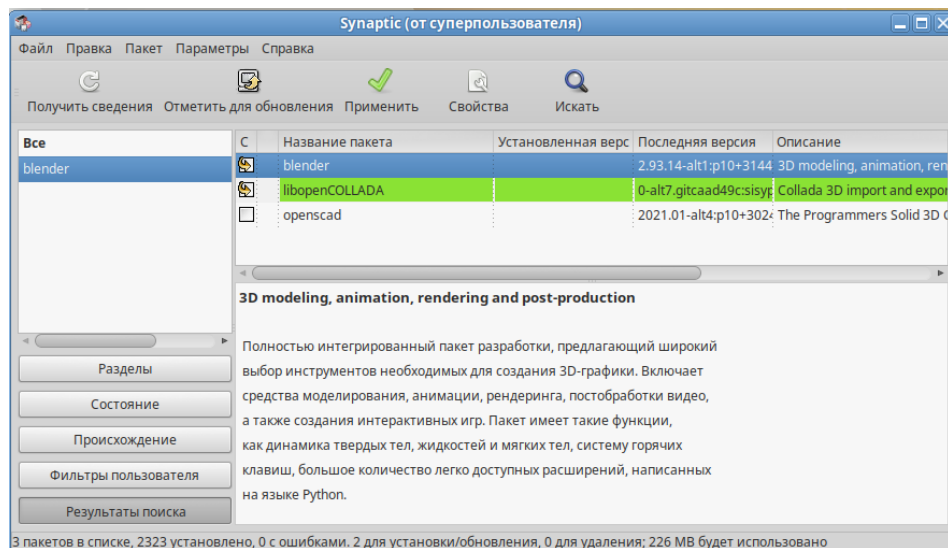 Synaptic (от суперпользователя)
Файл Правка Пакет Параметры Справка
Получить сведения Отметить для обновления Применить Свойства Искать
Все
blender
С Название пакета Установленная верс Последняя версия Описание
blender 2.93.14-alt1:p10+3144 3D modeling, animation, ren
libopenCOLLADA 0-alt7.gitcaad49c:sisyp Collada 3D import and expor
openscad 2021.01-alt4:p10+3024 The Programmers Solid 3D C
3D modeling, animation, rendering and post-production
Полностью интегрированный пакет разработки, предлагающий широкий
выбор инструментов необходимых для создания 3D-графики. Включает
средства моделирования, анимации, рендеринга, постобработки видео,
а также создания интерактивных игр. Пакет имеет такие функции,
как динамика твердых тел, жидкостей и мягких тел, систему горячих
клавиш, большое количество легко доступных расширений, написанных
на языке Python.
Разделы
Состояние
Происхождение
Фильтры пользователя
Результаты поиска
3 пакетов в списке, 2323 установлено, 0 с ошибками. 2 для установки/обновления, 0 для удаления; 226 MB будет использовано